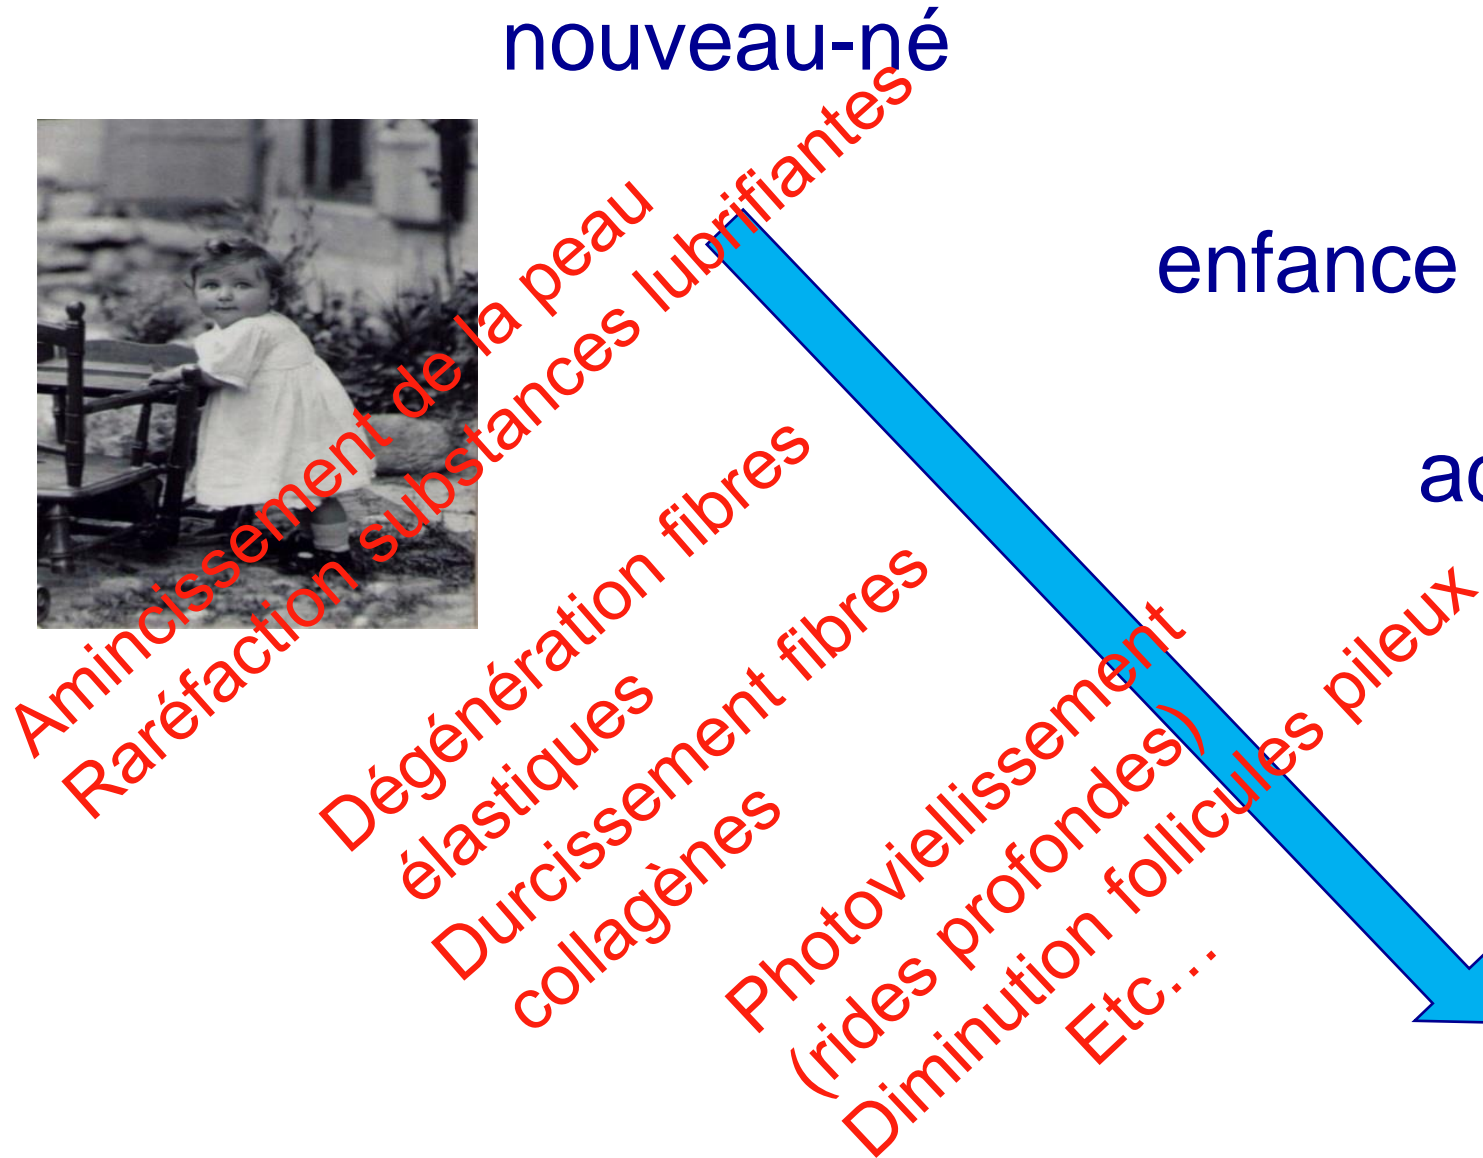 nouveau-né
enfance
Amincissement de la peau
Raréfaction substances lubrifiantes
Dégénération fibres
élastiques
Durcissement fibres
collagènes
Photoviellissement
(rides profondes)
Diminution follicules pileux
Etc…